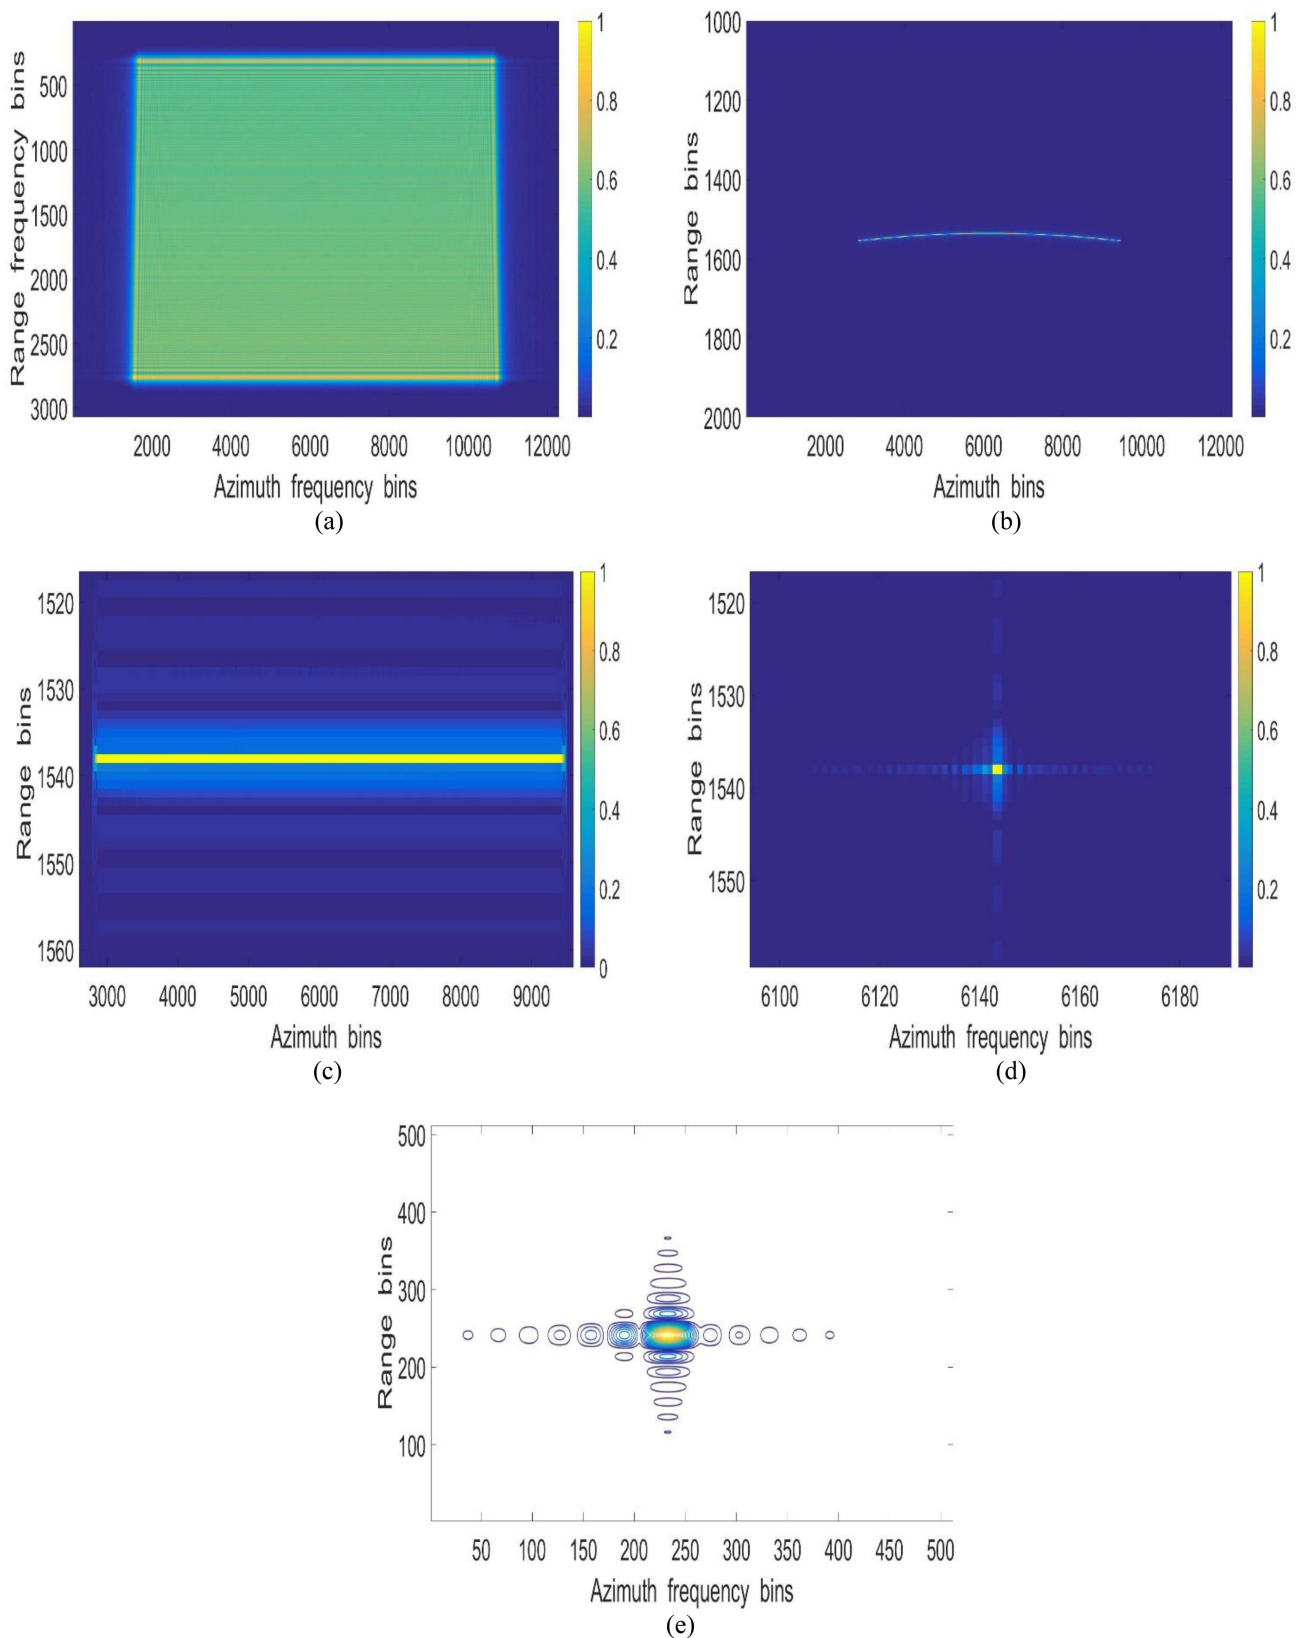 1
0.8
0.6
0.4
0.2
500
1000
1500
2000
2500
3000
2000 4000 6000 8000 10000 12000
Range frequency bins
Azimuth frequency bins
(a)
1000
1200
1400
1600
1800
2000
2000 4000 6000 8000 10000 12000
Range bins
Azimuth bins
1
0.8
0.6
0.4
0.2
(b)
1520
1530
1540
1550
1560
3000 4000 5000 6000 7000 8000 9000
Range bins
Azimuth bins
1
0.8
0.6
0.4
0.2
0
(c)
1520
1530
1540
1550
6100 6120 6140 6160 6180
Range bins
Azimuth frequency bins
1
0.8
0.6
0.4
0.2
(d)
500
400
300
200
100
50 100 150 200 250 300 350 400 450 500
Range bins
Azimuth frequency bins
(e)